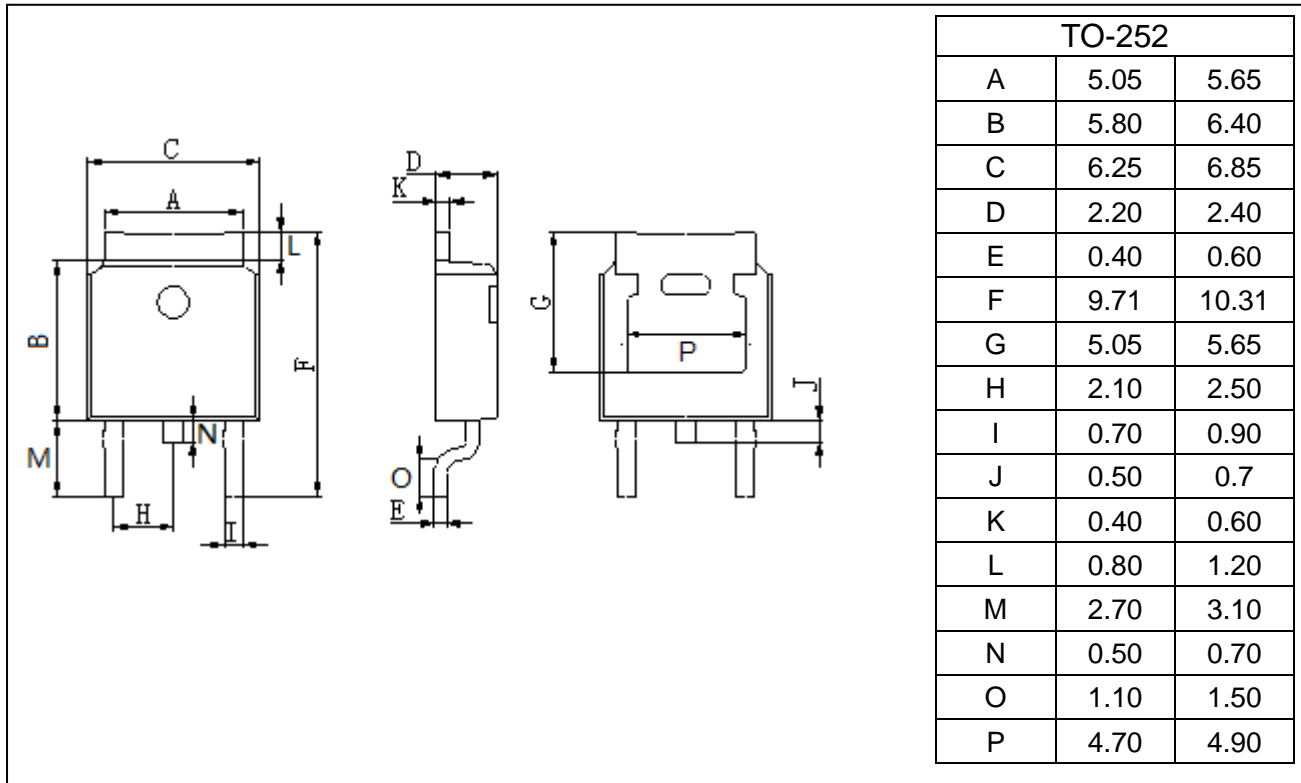 C
A
L
B
F
M
N
H
I
D
K
O
E
G
P
J
TO-252
A 5.05 5.65
B 5.80 6.40
C 6.25 6.85
D 2.20 2.40
E 0.40 0.60
F 9.71 10.31
G 5.05 5.65
H 2.10 2.50
I 0.70 0.90
J 0.50 0.7
K 0.40 0.60
L 0.80 1.20
M 2.70 3.10
N 0.50 0.70
O 1.10 1.50
P 4.70 4.90